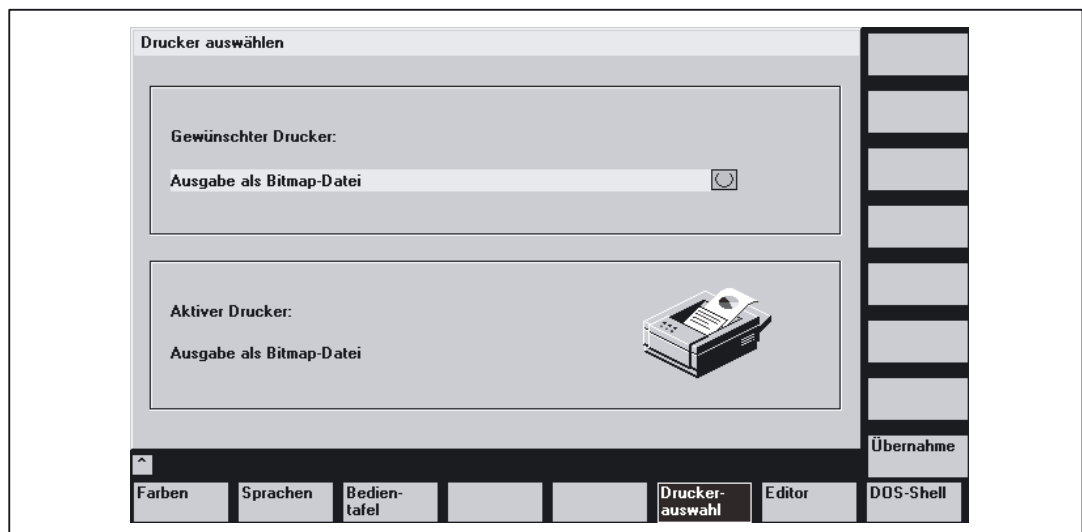 Drucker auswählen
Gewünschter Drucker:
Ausgabe als Bitmap-Datei
Aktiver Drucker:
Ausgabe als Bitmap-Datei
Übernahme
^
Farben
Sprachen
Bedien-
tafel
Drucker-
auswahl
Editor
DOS-Shell